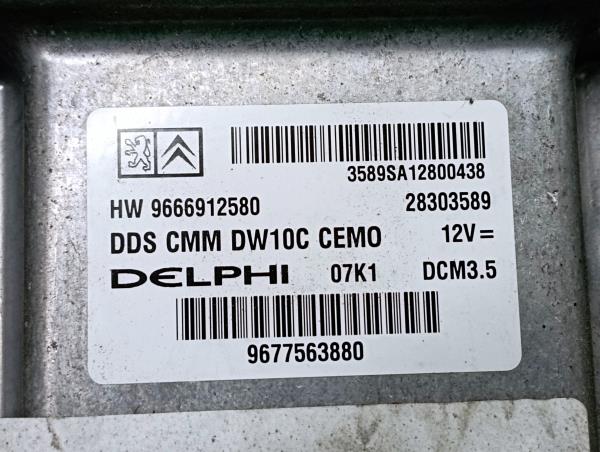 3589SA12800438
HW 9666912580 28303589
DDS CMM DW10C CEMO 12V=
DELPHI 07K1 DCM3.5
9677563880